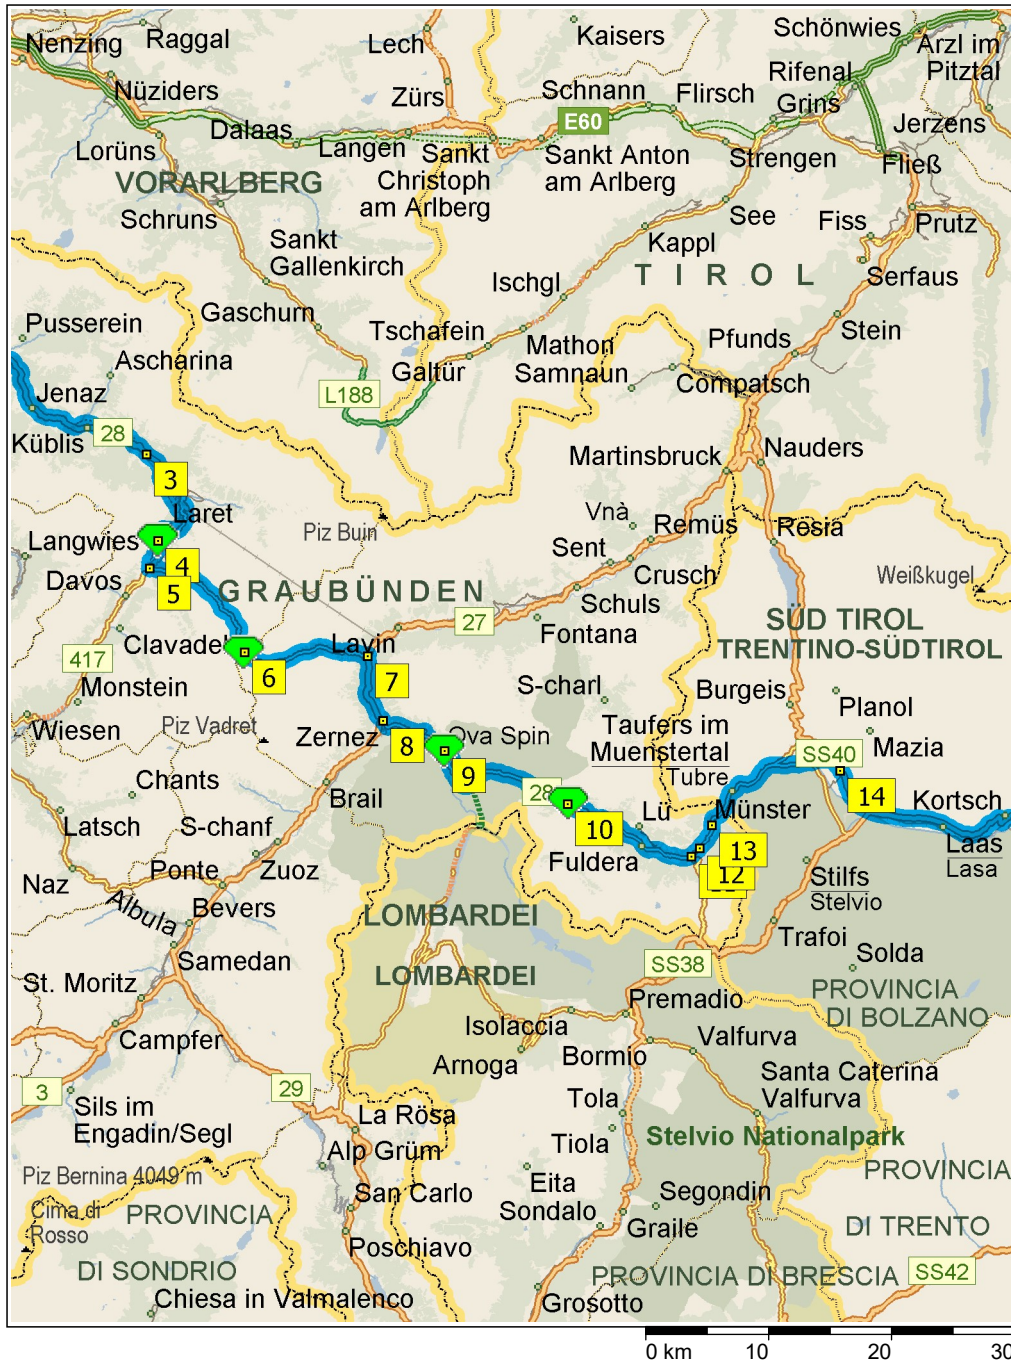 Nenzing
Raggal
Lech
Kaisers
Schönwies
Arzl im
Pitztal
Nüziders
Zürs
Schnann
Flirsch
Rifenal
Grins
Dalaas
E60
Jerzens
Lorüns
Langen
Sankt
Christoph
am Arlberg
Sankt Anton
am Arlberg
Strengen
Fließ
VORARLBERG
Schruns
See
Fiss
Prutz
Sankt
Gallenkirch
Kappl
TIROL
Serfaus
Ischgl
Gaschurn
Pusserein
Tschafein
Stein
Ascharina
Galtür
Mathon
Samnaun
Pfunds
Compatsch
Jenaz
L188
Küblis
28
Nauders
Martinsbruck
3
Laret
Piz Buin
Vnà
Remüs
Resia
Langwies
4
Sent
Davos
5
GRAUBÜNDEN
Crusch
Weißkugel
Schuls
27
Fontana
SÜD TIROL
TRENTINO-SÜDTIROL
Clavadel
Lavin
417
6
7
S-charl
Burgeis
Monstein
Planol
Wiesen
Piz Vadret
Zernez
8
Ova Spin
Taufers im
Muenstertal
Tubre
Mazia
SS40
9
Chants
Brail
28
Münster
14
Kortsch
Latsch
S-chanf
10
Lü
13
Laas
Lasa
Fuldera
12
Naz
Ponte
Zuoz
Stilfs
Stelvio
Albula
Bevers
LOMBARDEI
Trafoi
Samedan
SS38
Solda
St. Moritz
LOMBARDEI
PROVINCIA
DI BOLZANO
Premadio
Isolaccia
Campfer
Arnoga
Bormio
Valfurva
3
29
Santa Caterina
Valfurva
Sils im
Engadin/Segl
La Rösa
Tola
Tiola
Stelvio Nationalpark
Alp Grüm
Piz Bernina 4049 m
PROVINCIA
San Carlo
Eita
Segondin
Cima di
Rosso
PROVINCIA
Sondalo
Graile
DI TRENTO
Poschiavo
DI SONDRIO
PROVINCIA DI BRESCIA
SS42
Chiesa in Valmalenco
Grosotto
0 km 10 20 30